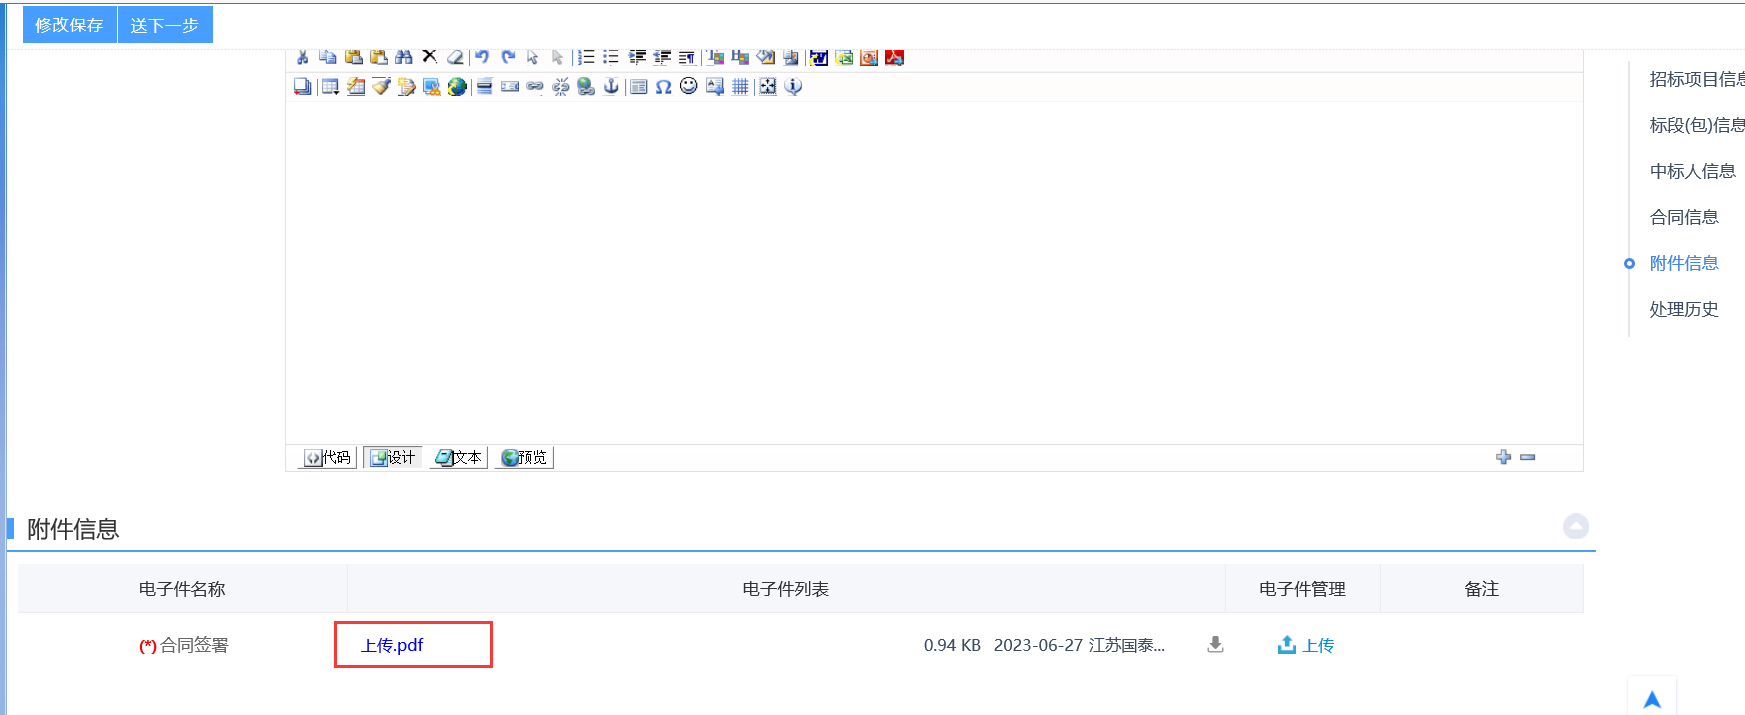 修改保存 送下一步
招标项目信息
标段(包)信息
中标人信息
合同信息
附件信息
处理历史
代码 设计 文本 预览
附件信息
电子件名称 电子件列表 电子件管理 备注
(*) 合同签署 上传.pdf 0.94 KB 2023-06-27 江苏国泰... 上传